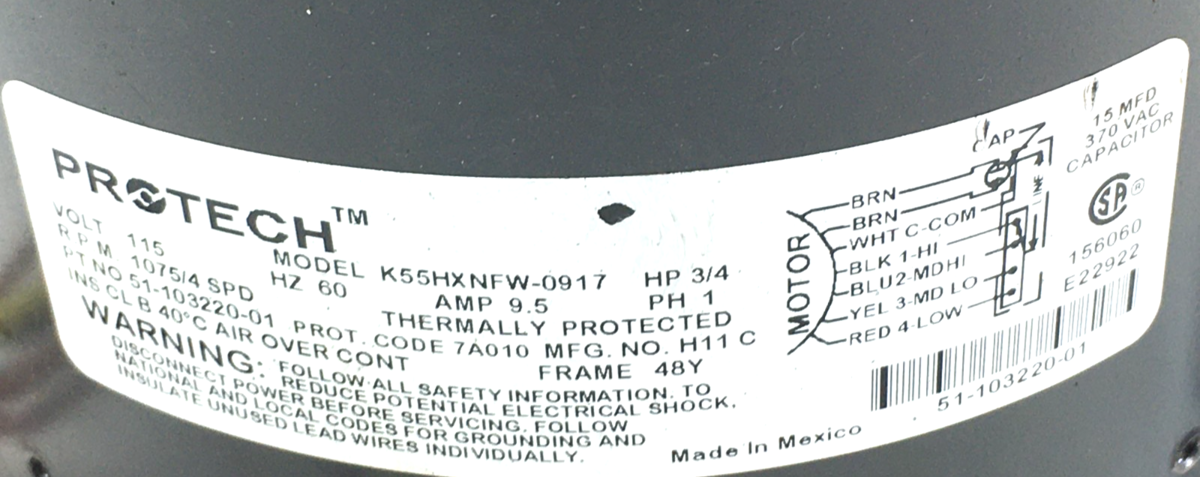 PROTECH™
VOLT 115 MODEL K55HXNFW-0917 HP 3/4
R.P.M. 1075/4 SPD HZ 60 AMP 9.5 PH 1
PT NO 51-103220-01 THERMALLY PROTECTED
INS CL B 40°C AIR OVER CONT PROT. CODE 7A010 MFG. NO. H11 C
FRAME 48Y
WARNING: FOLLOW ALL SAFETY INFORMATION. TO
REDUCE POTENTIAL ELECTRICAL SHOCK,
DISCONNECT POWER BEFORE SERVICING. FOLLOW
NATIONAL AND LOCAL CODES FOR GROUNDING AND
INSULATE UNUSED LEAD WIRES INDIVIDUALLY.
Made In Mexico
MOTOR
CAP
BRN
BRN
WHT C-COM
BLK 1-HI
BLU2-MDHI
YEL 3-MD LO
RED 4-LOW
LINE
15 MFD
370 VAC
CAPACITOR
SA®
156060
E22922
51-103220-01